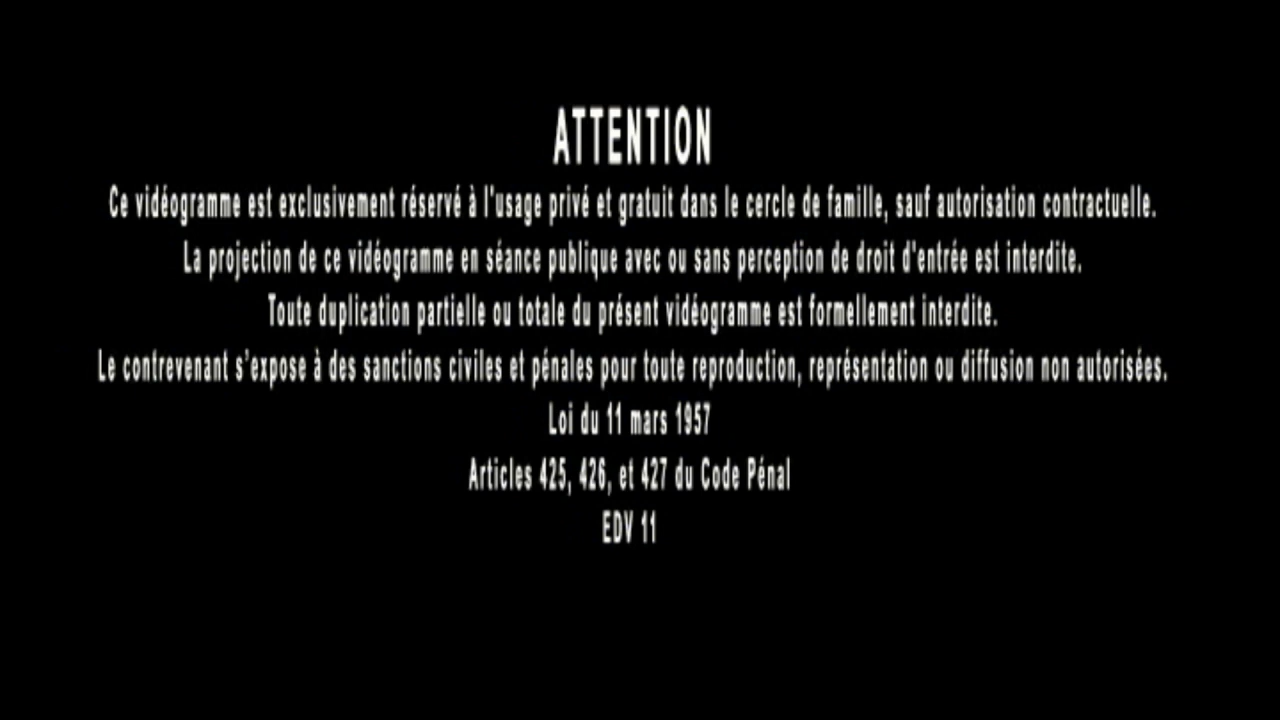 ATTENTION
Ce vidéogramme est exclusivement réservé à l'usage privé et gratuit dans le cercle de famille, sauf autorisation contractuelle.
La projection de ce vidéogramme en séance publique avec ou sans perception de droit d'entrée est interdite.
Toute duplication partielle ou totale du présent vidéogramme est formellement interdite.
Le contrevenant s'expose à des sanctions civiles et pénales pour toute reproduction, représentation ou diffusion non autorisées.
Loi du 11 mars 1957
Articles 425, 426, et 427 du Code Pénal
EDV 11